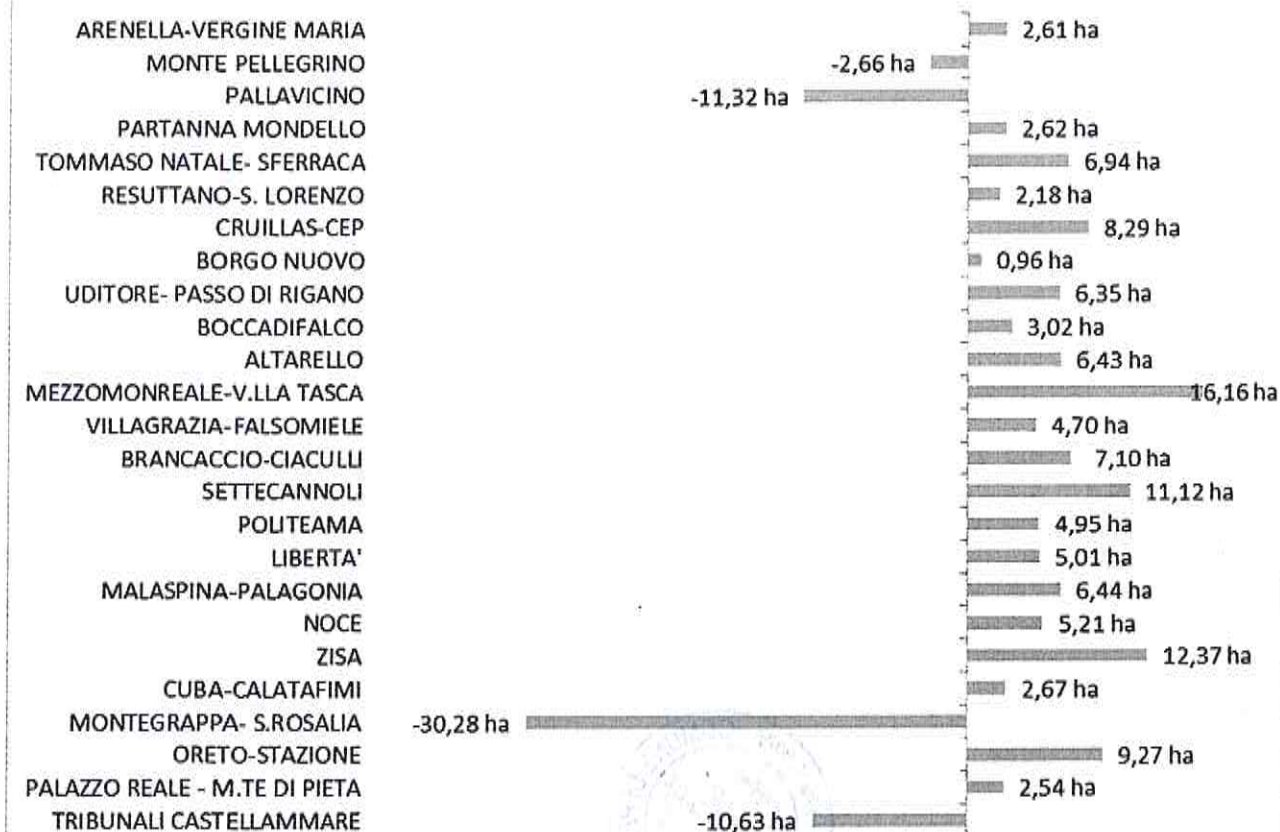 ARENELLA-VERGINE MARIA 2,61 ha
MONTE PELLEGRINO -2,66 ha
PALLAVICINO -11,32 ha
PARTANNA MONDELLO 2,62 ha
TOMMASO NATALE- SFERRACA 6,94 ha
RESUTTANO-S. LORENZO 2,18 ha
CRUILLAS-CEP 8,29 ha
BORGO NUOVO 0,96 ha
UDITORE- PASSO DI RIGANO 6,35 ha
BOCCADIFALCO 3,02 ha
ALTARELLO 6,43 ha
MEZZOMONREALE-V.LLA TASCA 16,16 ha
VILLAGRAZIA-FALSOMIELE 4,70 ha
BRANCACCIO-CIACULLI 7,10 ha
SETTECANNOLI 11,12 ha
POLITEAMA 4,95 ha
LIBERTA' 5,01 ha
MALASPINA-PALAGONIA 6,44 ha
NOCE 5,21 ha
ZISA 12,37 ha
CUBA-CALATAFIMI 2,67 ha
MONTEGRAPPA- S.ROSALIA -30,28 ha
ORETO-STAZIONE 9,27 ha
PALAZZO REALE - M.TE DI PIETA 2,54 ha
TRIBUNALI CASTELLAMMARE -10,63 ha